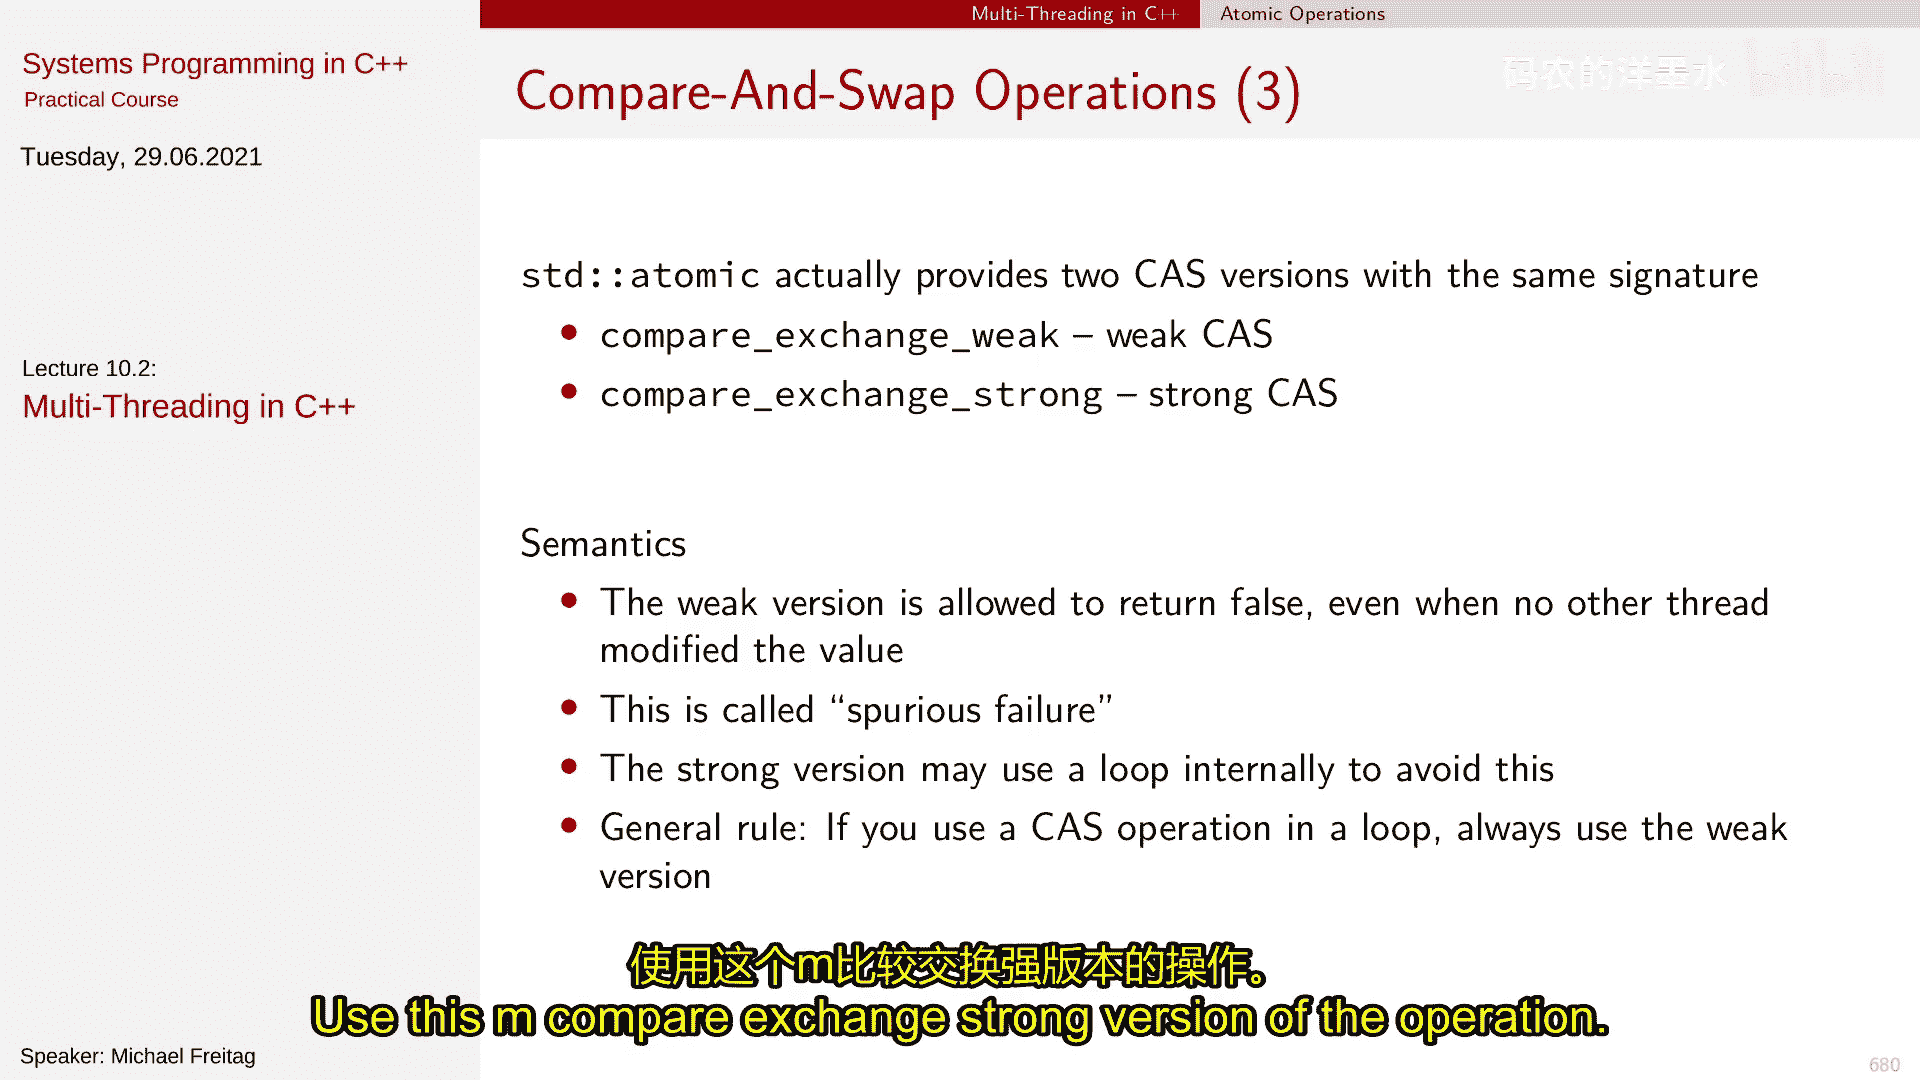 Multi-Threading in C++
Atomic Operations
Systems Programming in C++
Practical Course
Tuesday, 29.06.2021
Lecture 10.2:
Multi-Threading in C++
Compare-And-Swap Operations (3)
码农的洋墨水
std::atomic actually provides two CAS versions with the same signature
• compare_exchange_weak – weak CAS
• compare_exchange_strong – strong CAS
Semantics
• The weak version is allowed to return false, even when no other thread
modified the value
• This is called “spurious failure”
• The strong version may use a loop internally to avoid this
• General rule: If you use a CAS operation in a loop, always use the weak
version
使用这个m比较交换强版本的操作。
Use this m compare exchange strong version of the operation.
Speaker: Michael Freitag
680